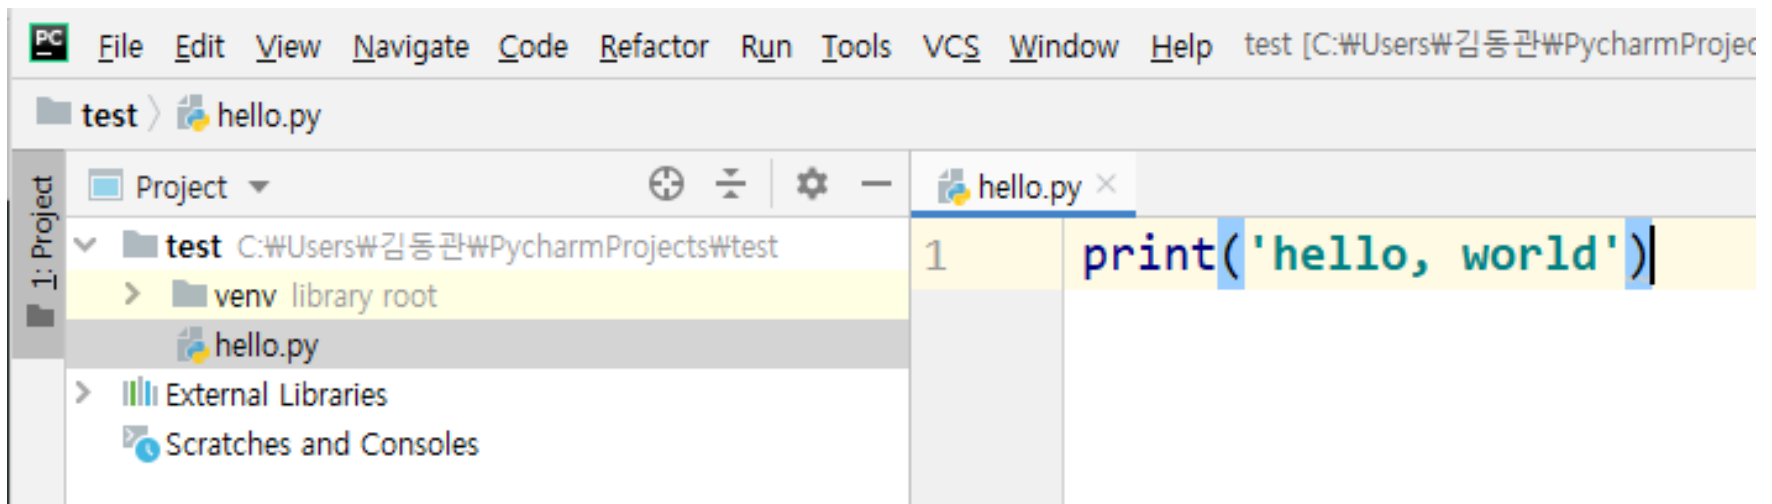 PC File Edit View Navigate Code Refactor Run Tools VCS Window Help test [C:₩Users₩김동관₩PycharmProjec
test hello.py
1: Project
Project
hello.py
test C:₩Users₩김동관₩PycharmProjects₩test
venv library root
hello.py
External Libraries
Scratches and Consoles
1 print('hello, world')